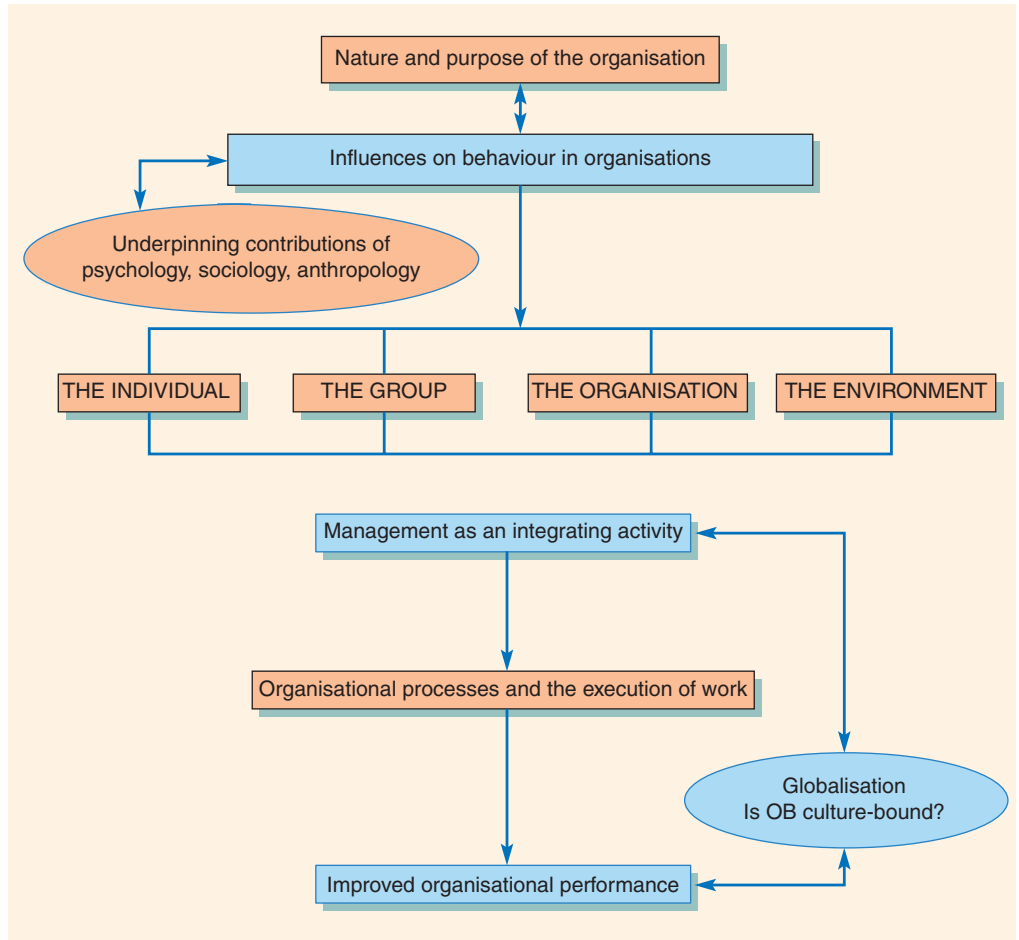 Nature and purpose of the organisation
Influences on behaviour in organisations
Underpinning contributions of
psychology, sociology, anthropology
THE INDIVIDUAL
THE GROUP
THE ORGANISATION
THE ENVIRONMENT
Management as an integrating activity
Organisational processes and the execution of work
Globalisation
Is OB culture-bound?
Improved organisational performance